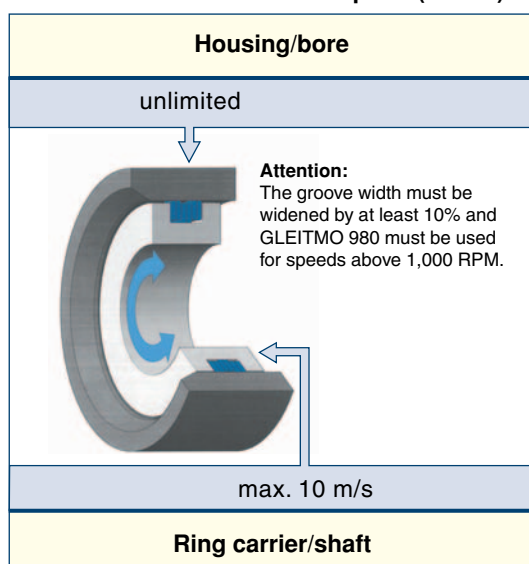 Housing/bore
unlimited
Attention:
The groove width must be
widened by at least 10% and
GLEITMO 980 must be used
for speeds above 1,000 RPM.
max. 10 m/s
Ring carrier/shaft